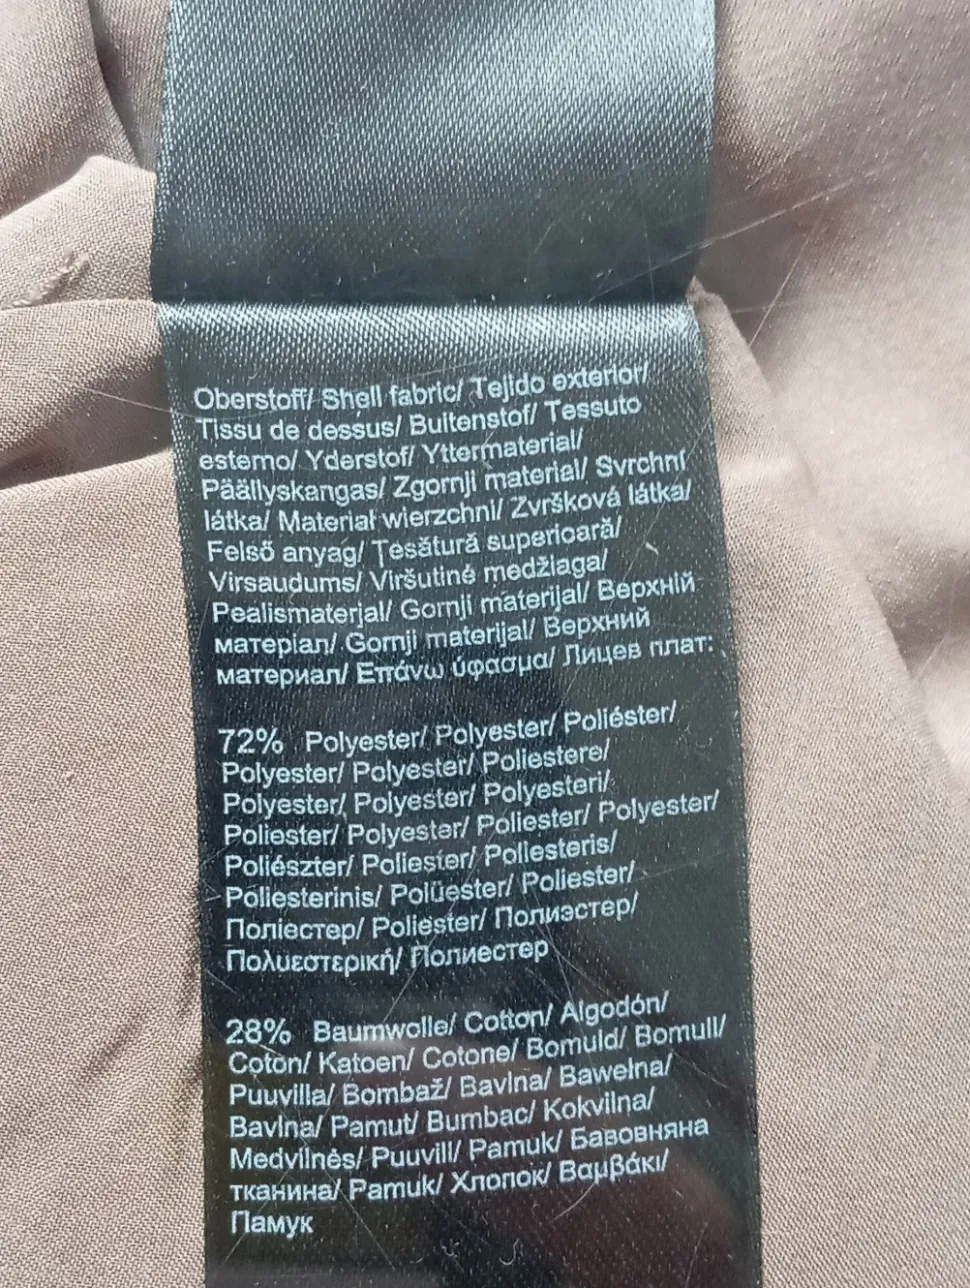 Oberstoff/ Shell fabric/ Tejido exterior/
Tissu de dessus/ Buitenstof/ Tessuto
esterno/ Yderstof/ Yttermaterial/
Päällyskangas/ Zgornji material/ Svrchní
látka/ Materiał wierzchni/ Zvršková látka/
Felső anyag/ Ţesătură superioară/
Virsaudums/ Viršutinė medžiaga/
Pealismaterjal/ Gornji materijal/ Верхній
матеріал/ Gornji materijal/ Верхний
материал/ Επάνω ύφασμα/ Лицев плат:
72% Polyester/ Polyester/ Poliéster/
Polyester/ Polyester/ Poliestere/
Polyester/ Polyester/ Polyesteri/
Poliester/ Polyester/ Poliester/ Polyester/
Poliészter/ Poliester/ Poliesteris/
Poliesterinis/ Polüester/ Poliester/
Поліестер/ Poliester/ Полиэстер/
Πολυεστερική/ Полиестер
28% Baumwolle/ Cotton/ Algodón/
Coton/ Katoen/ Cotone/ Bomuld/ Bomull/
Puuvilla/ Bombaž/ Bavlna/ Bawełna/
Bavlna/ Pamut/ Bumbac/ Kokvilna/
Medvilnės/ Puuvill/ Pamuk/ Бавовняна
тканина/ Pamuk/ Хлопок/ Βαμβάκι/
Памук